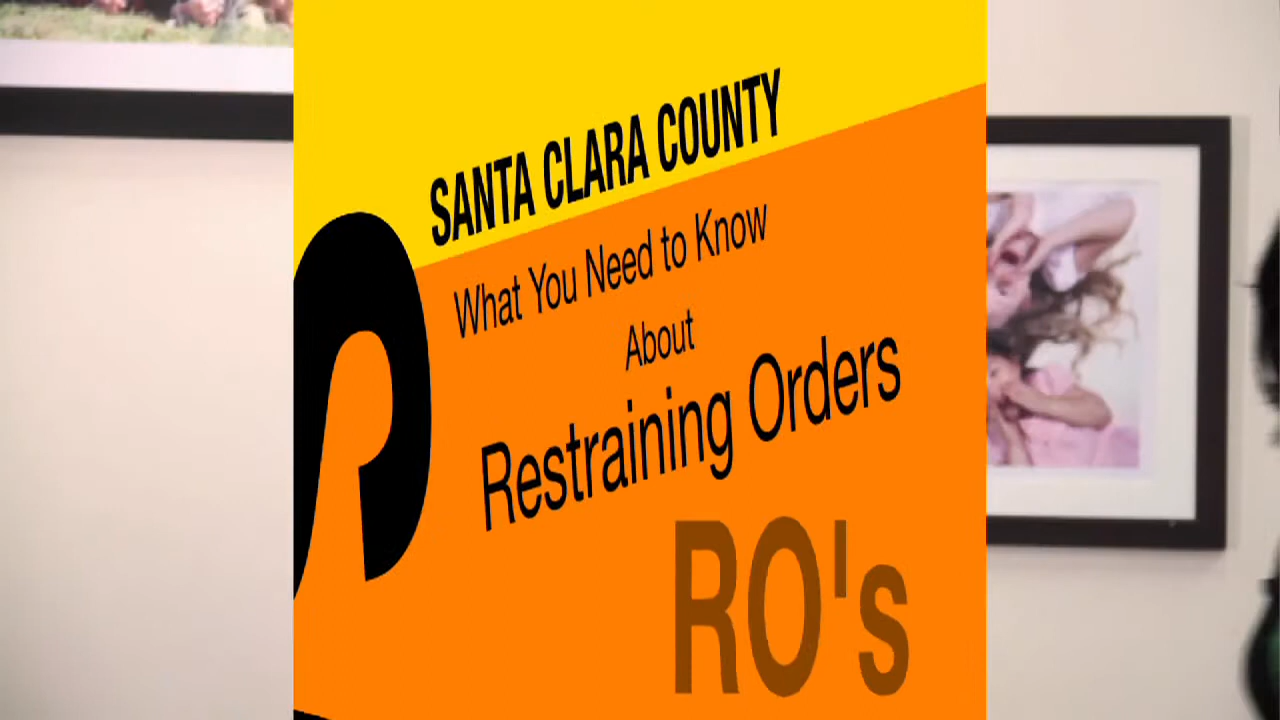 SANTA CLARA COUNTY
What You Need to Know
About
Restraining Orders
RO's